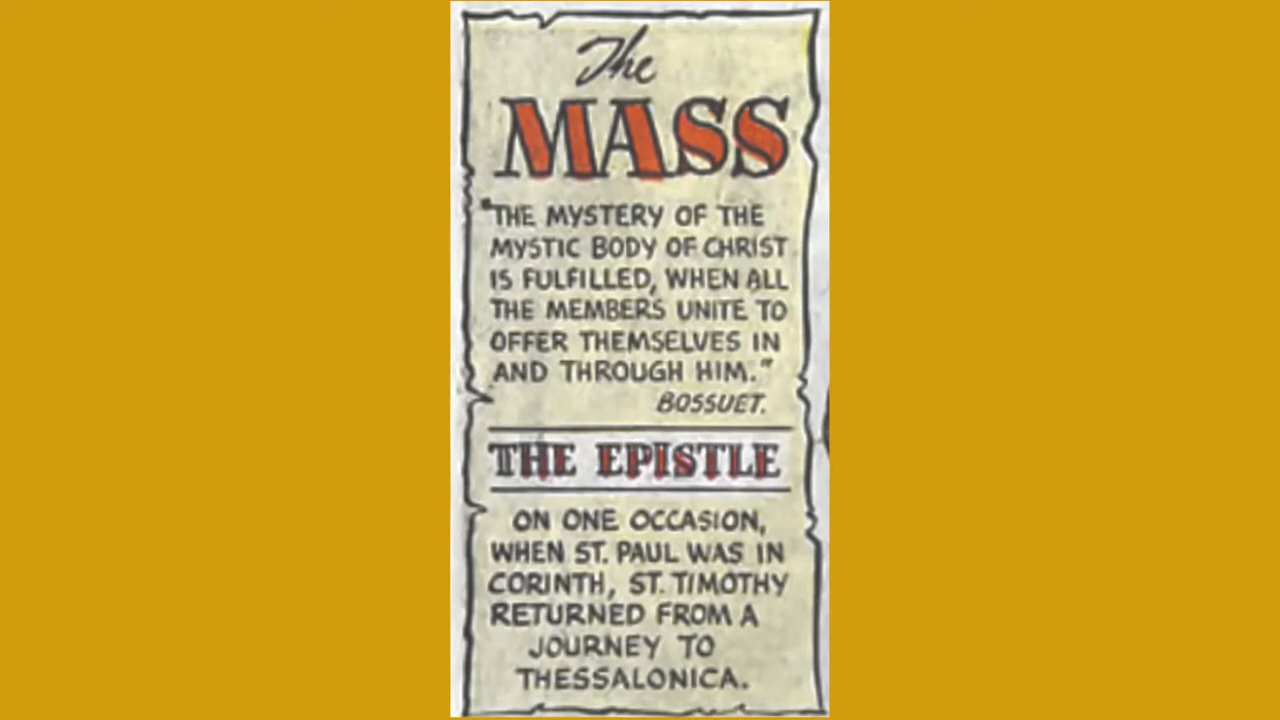 The
MASS
"THE MYSTERY OF THE
MYSTIC BODY OF CHRIST
IS FULFILLED, WHEN ALL
THE MEMBERS UNITE TO
OFFER THEMSELVES IN
AND THROUGH HIM."
BOSSUET.
THE EPISTLE
ON ONE OCCASION,
WHEN ST. PAUL WAS IN
CORINTH, ST. TIMOTHY
RETURNED FROM A
JOURNEY TO
THESSALONICA.